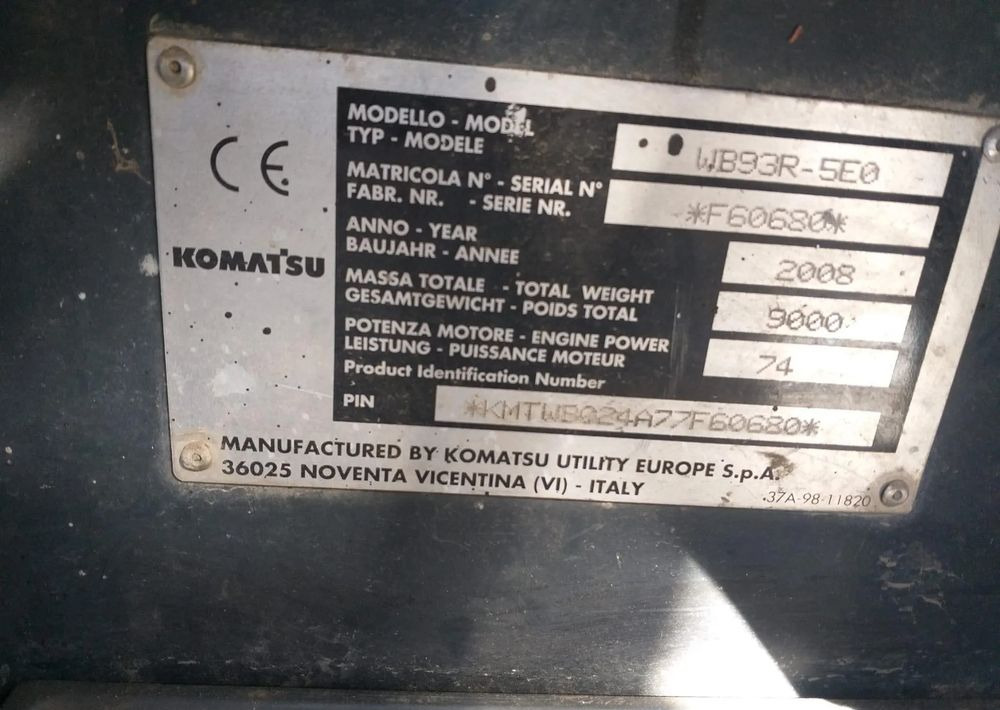 CE
KOMATSU
MODELLO - MODEL
TYP - MODELE
WB93R-5E0
MATRICOLA N° - SERIAL N°
FABR. NR. - SERIE NR.
*F60680*
ANNO - YEAR
BAUJAHR - ANNEE
2008
MASSA TOTALE - TOTAL WEIGHT
GESAMTGEWICHT - POIDS TOTAL
9000
POTENZA MOTORE - ENGINE POWER
LEISTUNG - PUISSANCE MOTEUR
74
Product Identification Number
PIN *KMTWB024A77F60680*
MANUFACTURED BY KOMATSU UTILITY EUROPE S.p.A.
36025 NOVENTA VICENTINA (VI) - ITALY
37A-98-11820